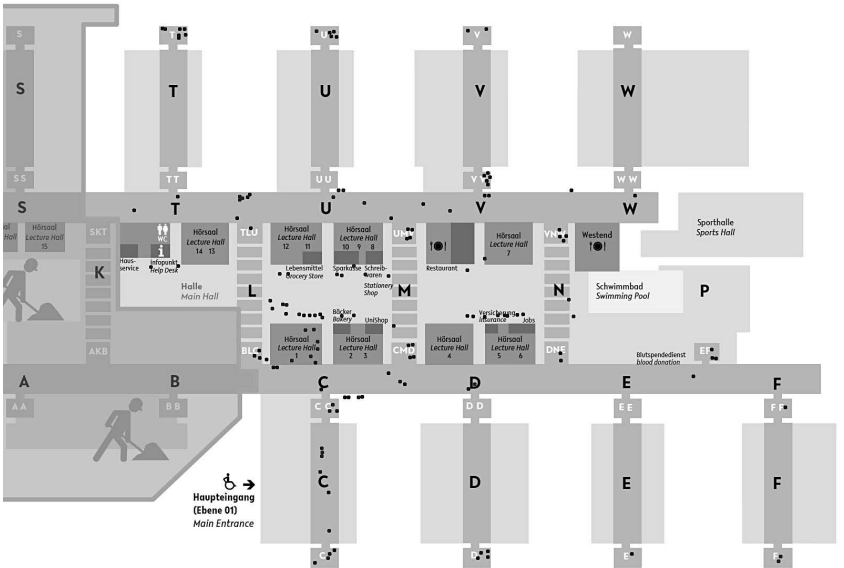 S
T
U
V
W
S
T
U
V
W
SS
TT
UU
WW
S
T
U
V
W
Hall
Hörsaal
Lecture Hall
15
SKT
K
WC
Haus-
service
i
Infopunkt
Help Desk
Hörsaal
Lecture Hall
14 13
TLU
Hörsaal
Lecture Hall
12 11
Lebensmittel
Grocery Store
Hörsaal
Lecture Hall
10 9 8
Sparkasse
Schreib-
waren
Stationery
Shop
UMV
Restaurant
Hörsaal
Lecture Hall
7
VNW
Westend
Sporthalle
Sports Hall
Schwimmbad
Swimming Pool
P
Halle
Main Hall
L
M
N
Bäcker
Bakery
UniShop
Versicherung
Insurance
Jobs
AKB
Hörsaal
Lecture Hall
1
Hörsaal
Lecture Hall
2 3
CMD
Hörsaal
Lecture Hall
4
Hörsaal
Lecture Hall
5 6
DNE
Blutspendedienst
blood donation
A
B
C
D
E
F
AA
BB
CC
DD
EE
FF
C
D
E
F
Haupteingang
(Ebene 01)
Main Entrance
C
D
E
F